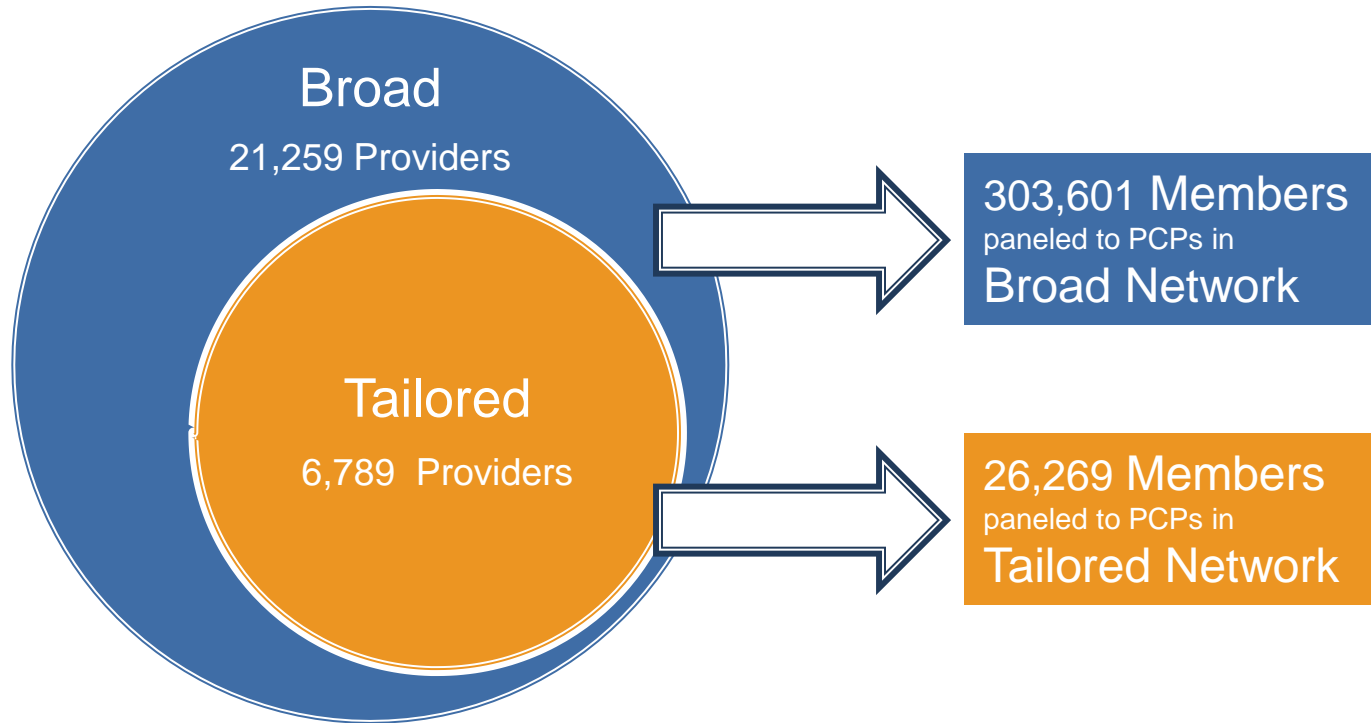 Broad
21,259 Providers
Tailored
6,789 Providers
303,601 Members
paneled to PCPs in
Broad Network
26,269 Members
paneled to PCPs in
Tailored Network